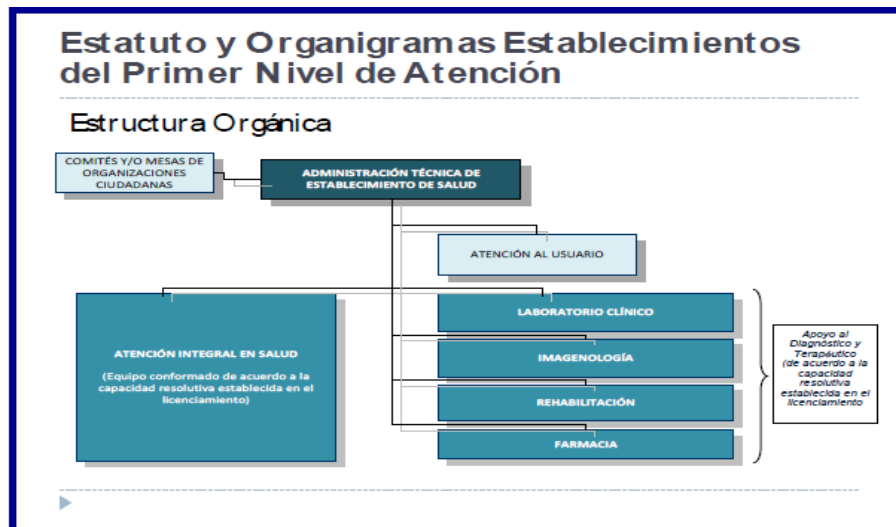 Estatuto y Organigramas Establecimientos
del Primer Nivel de Atención
Estructura Orgánica
COMITÉS Y/O MESAS DE
ORGANIZACIONES
CIUDADANAS
ADMINISTRACIÓN TÉCNICA DE
ESTABLECIMIENTO DE SALUD
ATENCIÓN AL USUARIO
ATENCIÓN INTEGRAL EN SALUD
(Equipo conformado de acuerdo a la
capacidad resolutiva establecida en el
licenciamiento)
LABORATORIO CLÍNICO
IMAGENOLOGÍA
REHABILITACIÓN
FARMACIA
Apoyo al
Diagnóstico y
Terapéutico
(de acuerdo a la
capacidad
resolutiva
establecida en el
licenciamiento